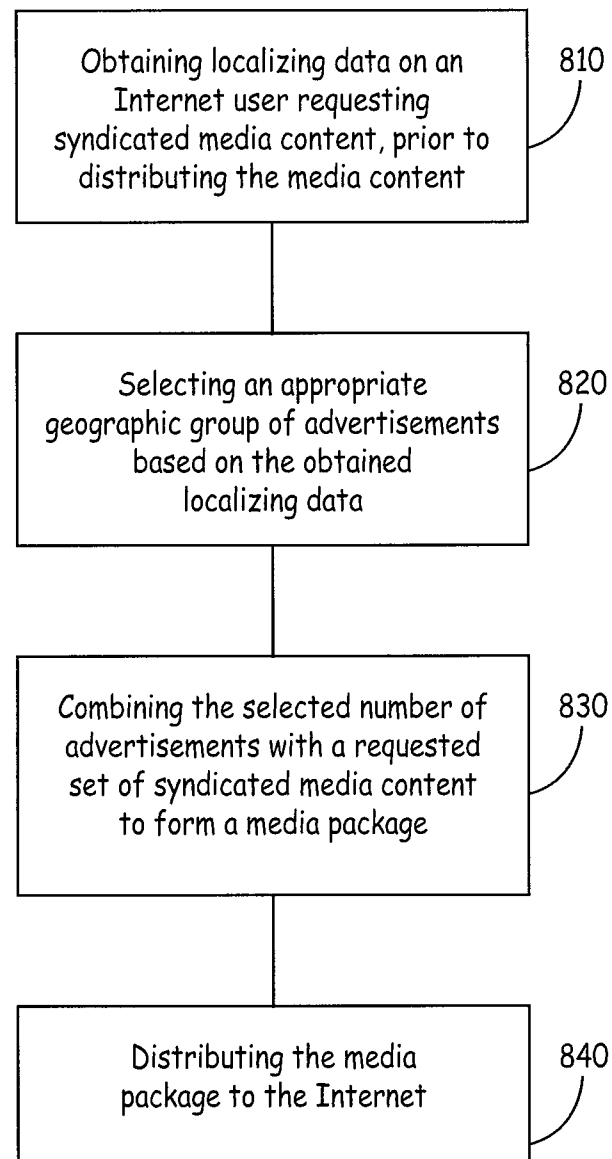 Obtaining localizing data on an
Internet user requesting
syndicated media content, prior to
distributing the media content
810
Selecting an appropriate
geographic group of advertisements
based on the obtained
localizing data
820
Combining the selected number of
advertisements with a requested
set of syndicated media content
to form a media package
830
Distributing the media
package to the Internet
840